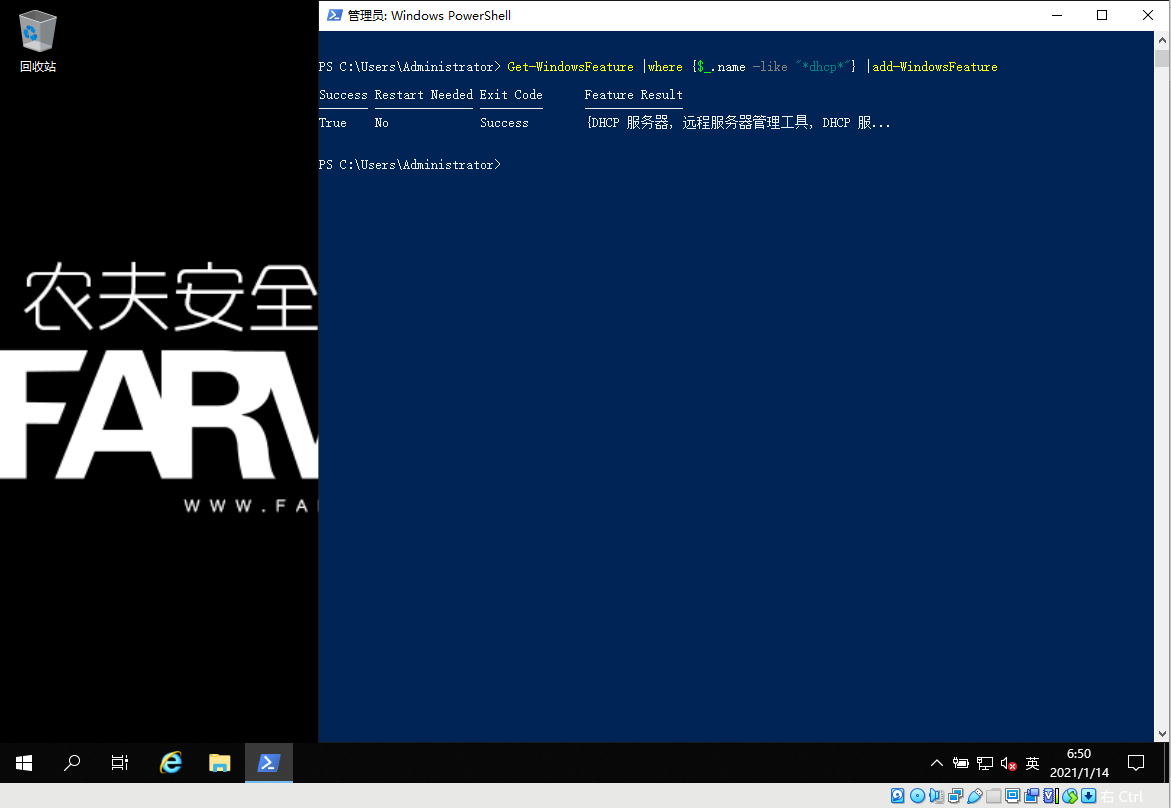 回收站
农夫安全
FARM
WWW.FA
管理员: Windows PowerShell
PS C:\Users\Administrator> Get-WindowsFeature |where {$_.name -like "*dhcp*"} |add-WindowsFeature
Success Restart Needed Exit Code Feature Result
True No Success {DHCP 服务器, 远程服务器管理工具, DHCP 服...
PS C:\Users\Administrator>
英
6:50
2021/1/14
右 Ctrl